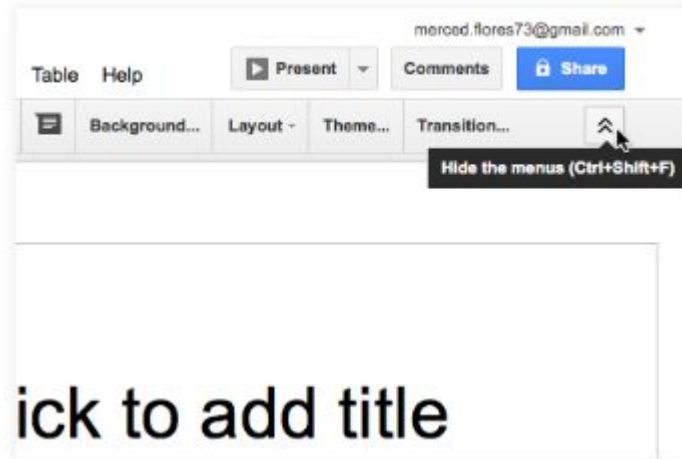 merced.flores73@gmail.com
Table Help Present Comments Share
Background... Layout Theme... Transition...
Hide the menus (Ctrl+Shift+F)
ick to add title